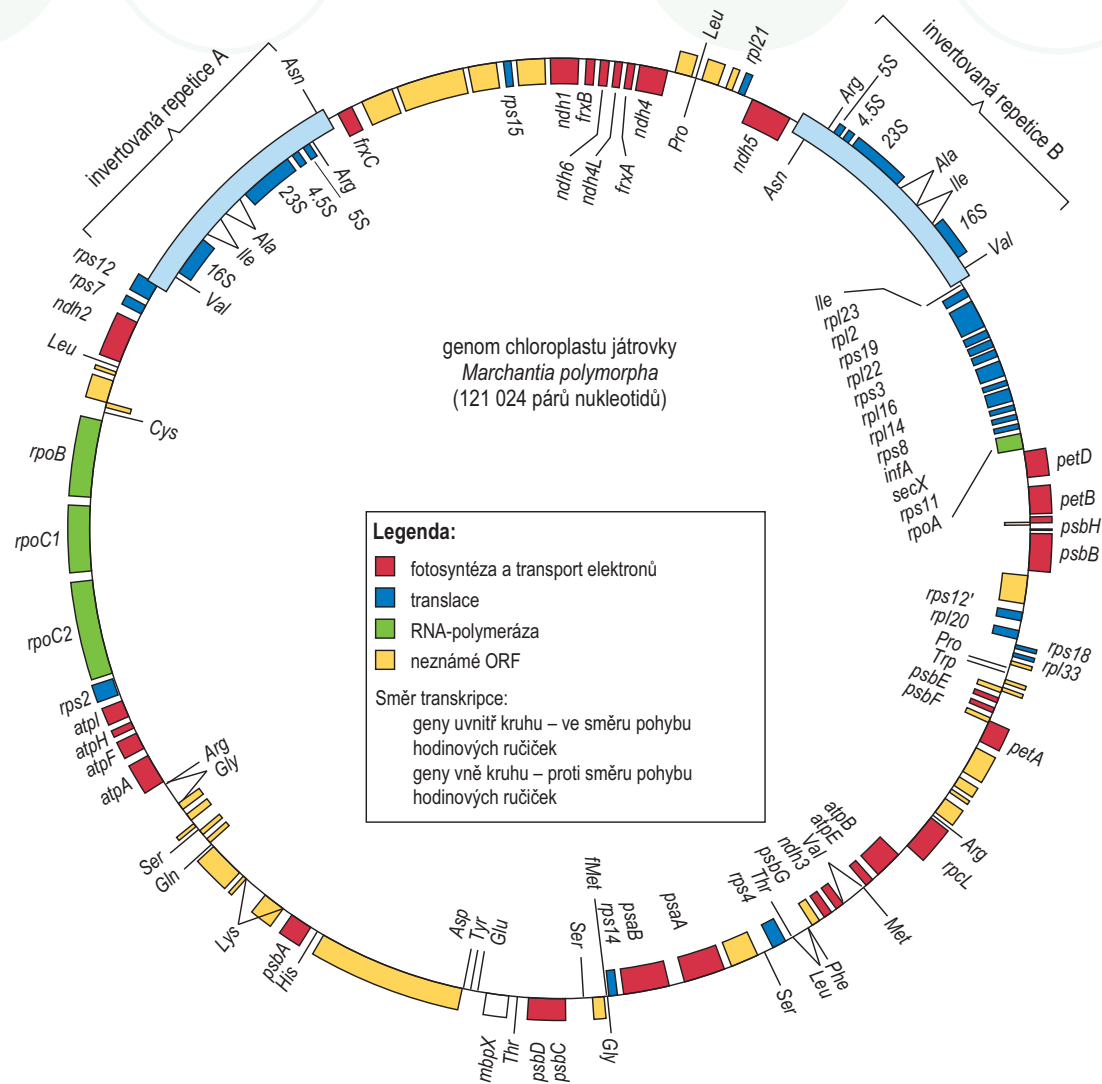 invertovaná repetice A
Asn
frxC
rps15
ndh1
frxB
ndh6
ndh4L
frxA
ndh4
Pro
Leu
rpl21
ndh5
Asn
Arg
5S
4.5S
23S
Ala
Ile
16S
Val
invertovaná repetice B
Arg
5S
4.5S
23S
Ala
Ile
16S
Val
rps12
rps7
ndh2
Leu
Cys
rpoB
rpoC1
rpoC2
rps2
atpI
atpH
atpF
atpA
Arg
Gly
Ser
Gln
Lys
psbA
His
Asp
Tyr
Glu
mbpX
Thr
psbD
psbC
Ser
fMet
rps14
Gly
psaB
psaA
Ser
rps4
Thr
Leu
Phe
psbG
ndh3
Val
atpE
atpB
Met
rpcL
Arg
petA
psbF
psbE
Trp
Pro
rpl33
rps18
rpl20
rps12'
psbB
psbH
petB
petD
Ile
rpl23
rpl2
rps19
rpl22
rps3
rpl16
rpl14
rps8
infA
secX
rps11
rpoA
genom chloroplastu játrovky
Marchantia polymorpha
(121 024 párů nukleotidů)
Legenda:
fotosyntéza a transport elektronů
translace
RNA-polymeráza
neznámé ORF
Směr transkripce:
geny uvnitř kruhu – ve směru pohybu
hodinových ručiček
geny vně kruhu – proti směru pohybu
hodinových ručiček